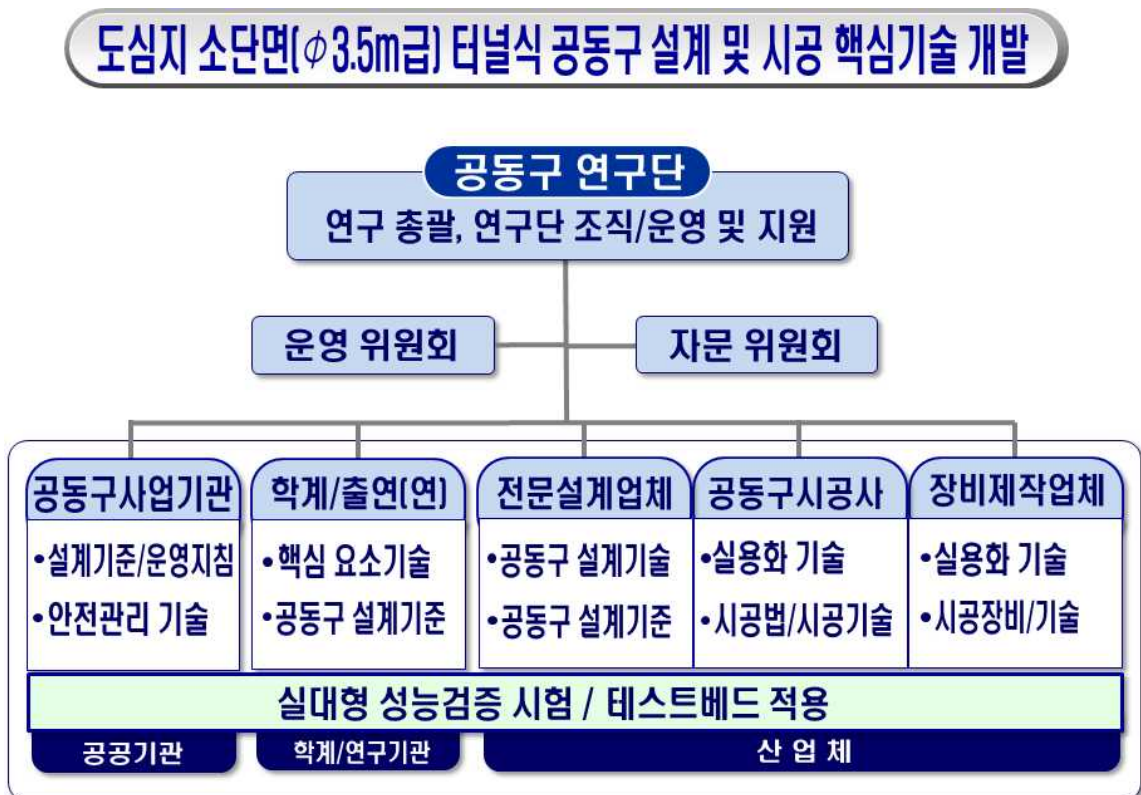 도심지 소단면(φ3.5m급) 터널식 공동구 설계 및 시공 핵심기술 개발
공동구 연구단
연구 총괄, 연구단 조직/운영 및 지원
운영 위원회
자문 위원회
공동구사업기관
•설계기준/운영지침
•안전관리 기술
학계/출연(연)
•핵심 요소기술
•공동구 설계기준
전문설계업체
•공동구 설계기술
•공동구 설계기준
공동구시공사
•실용화 기술
•시공법/시공기술
장비제작업체
•실용화 기술
•시공장비/기술
실대형 성능검증 시험 / 테스트베드 적용
공공기관
학계/연구기관
산 업 체